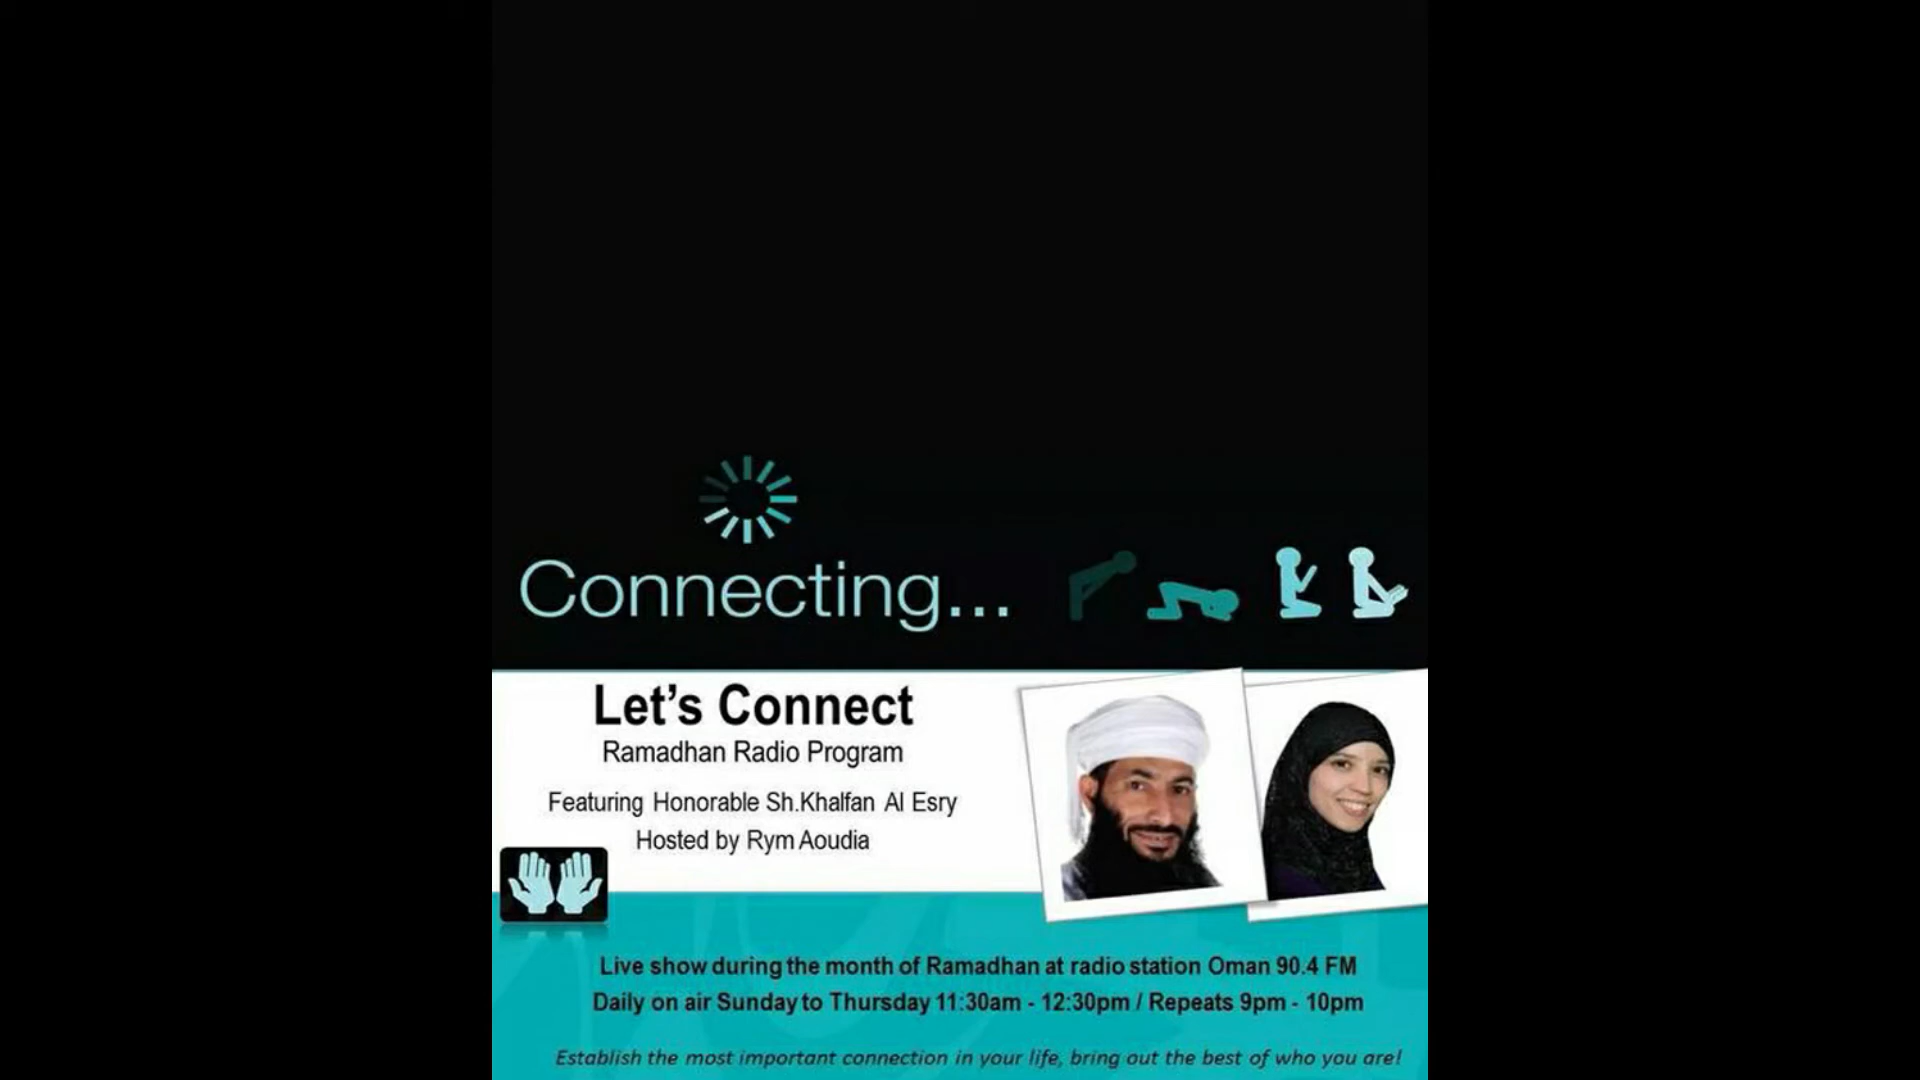 Connecting...
Let's Connect
Ramadhan Radio Program
Featuring Honorable Sh.Khalfan Al Esry
Hosted by Rym Aoudia
Live show during the month of Ramadhan at radio station Oman 90.4 FM
Daily on air Sunday to Thursday 11:30am - 12:30pm / Repeats 9pm - 10pm
Establish the most important connection in your life, bring out the best of who you are!